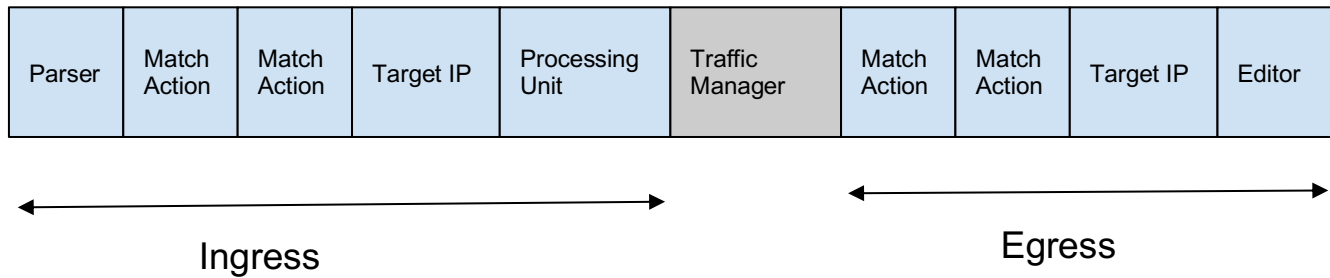 Parser
Match
Action
Match
Action
Target IP
Processing
Unit
Traffic
Manager
Match
Action
Match
Action
Target IP
Editor
Ingress
Egress